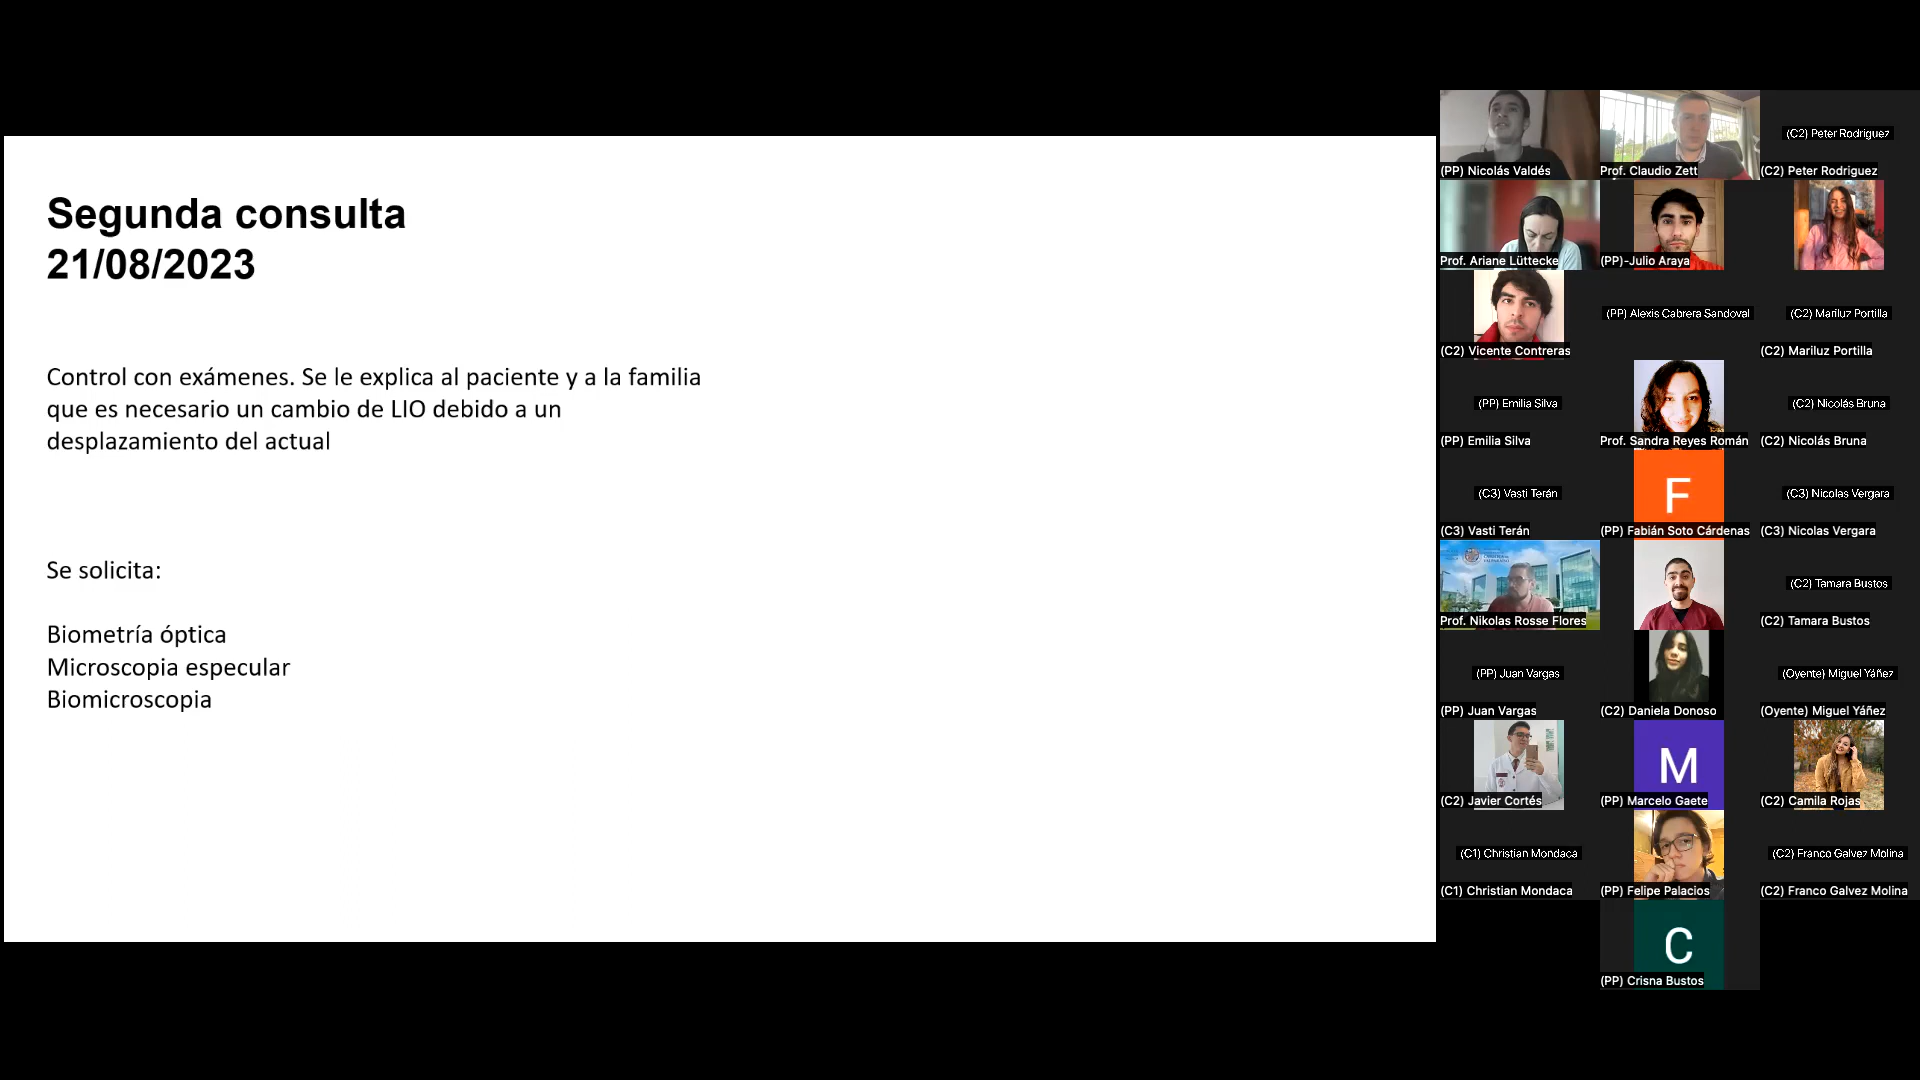 Segunda consulta
21/08/2023
Control con exámenes. Se le explica al paciente y a la familia
que es necesario un cambio de LIO debido a un
desplazamiento del actual
Se solicita:
Biometría óptica
Microscopia especular
Biomicroscopia
(PP) Nicolás Valdés
Prof. Claudio Zett
(C2) Peter Rodriguez
(C2) Peter Rodriguez
Prof. Ariane Lüttecke
(PP)-Julio Araya
(C2) Vicente Contreras
(PP) Alexis Cabrera Sandoval
(C2) Mariluz Portilla
(C2) Mariluz Portilla
(PP) Emilia Silva
(PP) Emilia Silva
Prof. Sandra Reyes Román
(C2) Nicolás Bruna
(C2) Nicolás Bruna
(C3) Vasti Terán
(C3) Vasti Terán
F
(PP) Fabián Soto Cárdenas
(C3) Nicolas Vergara
(C3) Nicolas Vergara
Prof. Nikolas Rosse Flores
(C2) Tamara Bustos
(C2) Tamara Bustos
(PP) Juan Vargas
(PP) Juan Vargas
(C2) Daniela Donoso
(Oyente) Miguel Yáñez
(Oyente) Miguel Yáñez
(C2) Javier Cortés
M
(PP) Marcelo Gaete
(C2) Camila Rojas
(C1) Christian Mondaca
(C1) Christian Mondaca
(PP) Felipe Palacios
(C2) Franco Galvez Molina
(C2) Franco Galvez Molina
C
(PP) Crisna Bustos